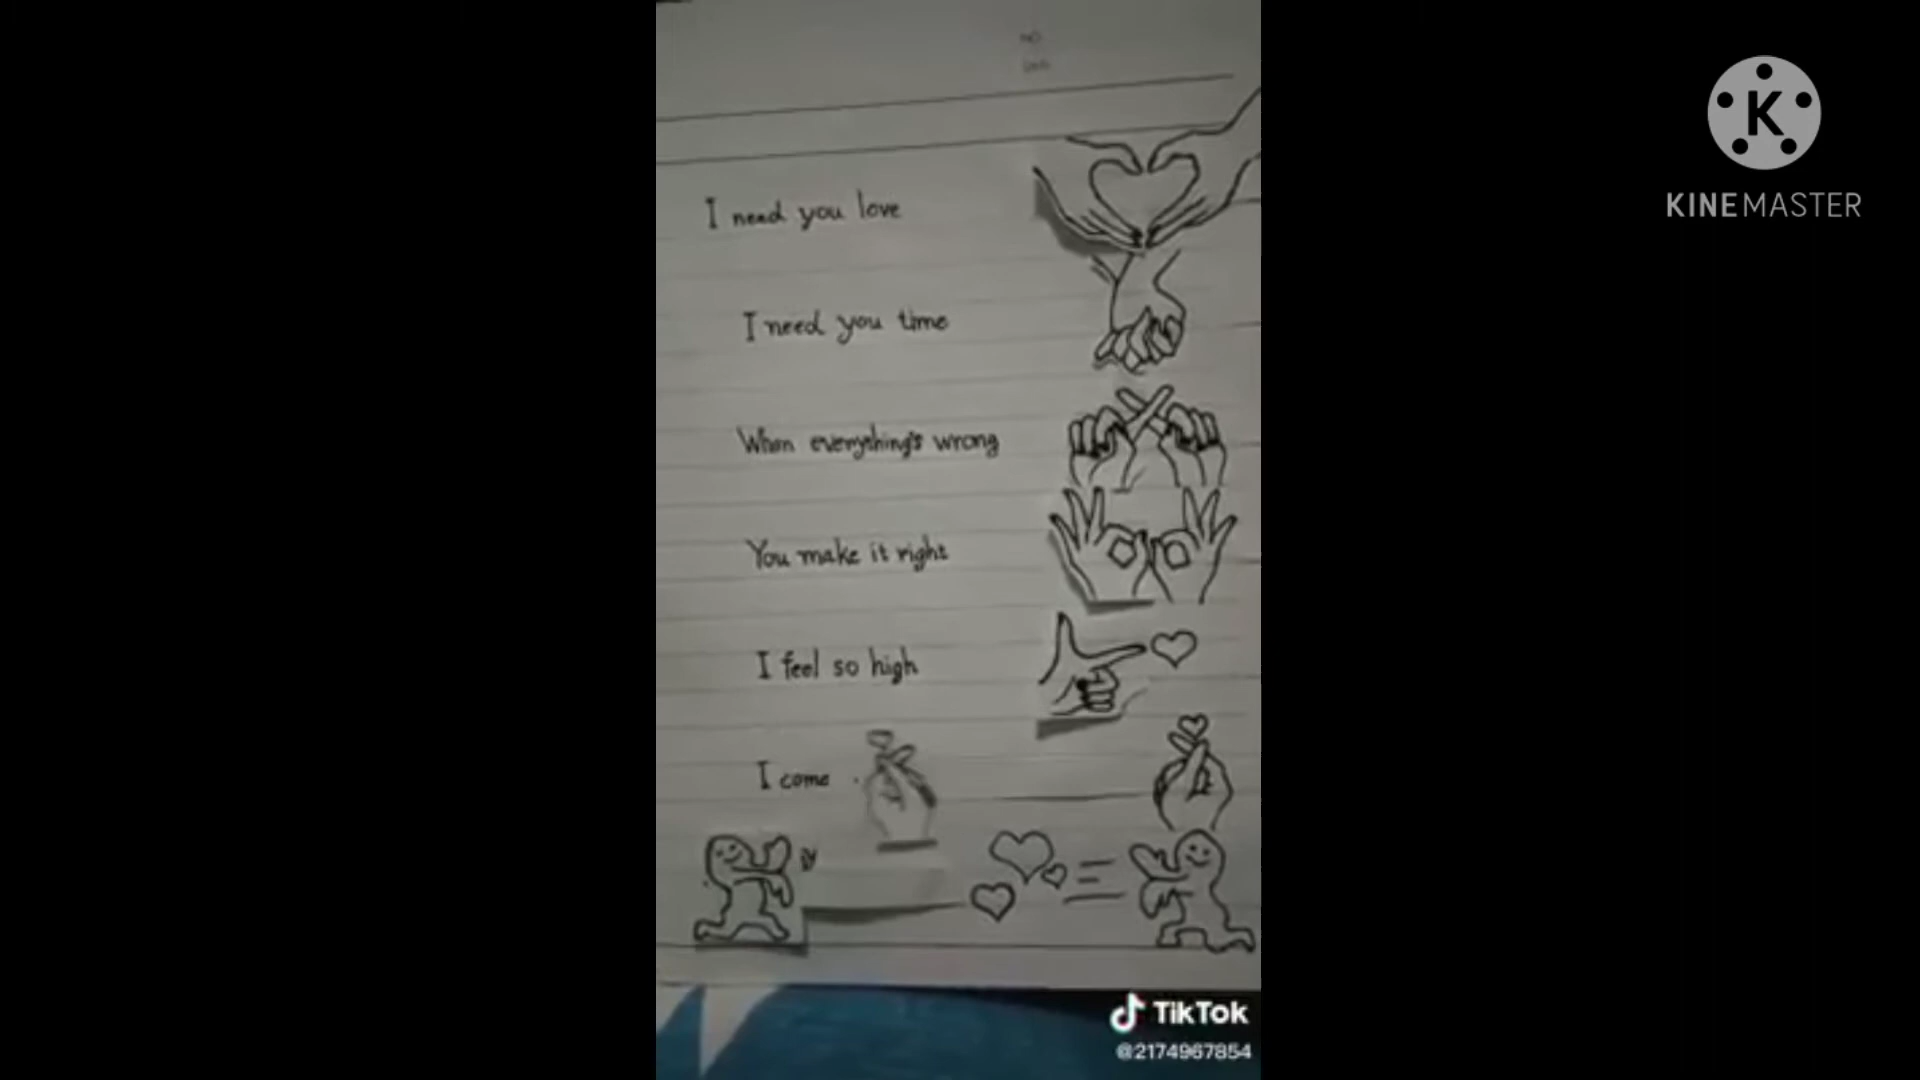 NO
K
KINEMASTER
I need you love
I need you time
When everything's wrong
You make it right
I feel so high
I come
TikTok
@2174967854